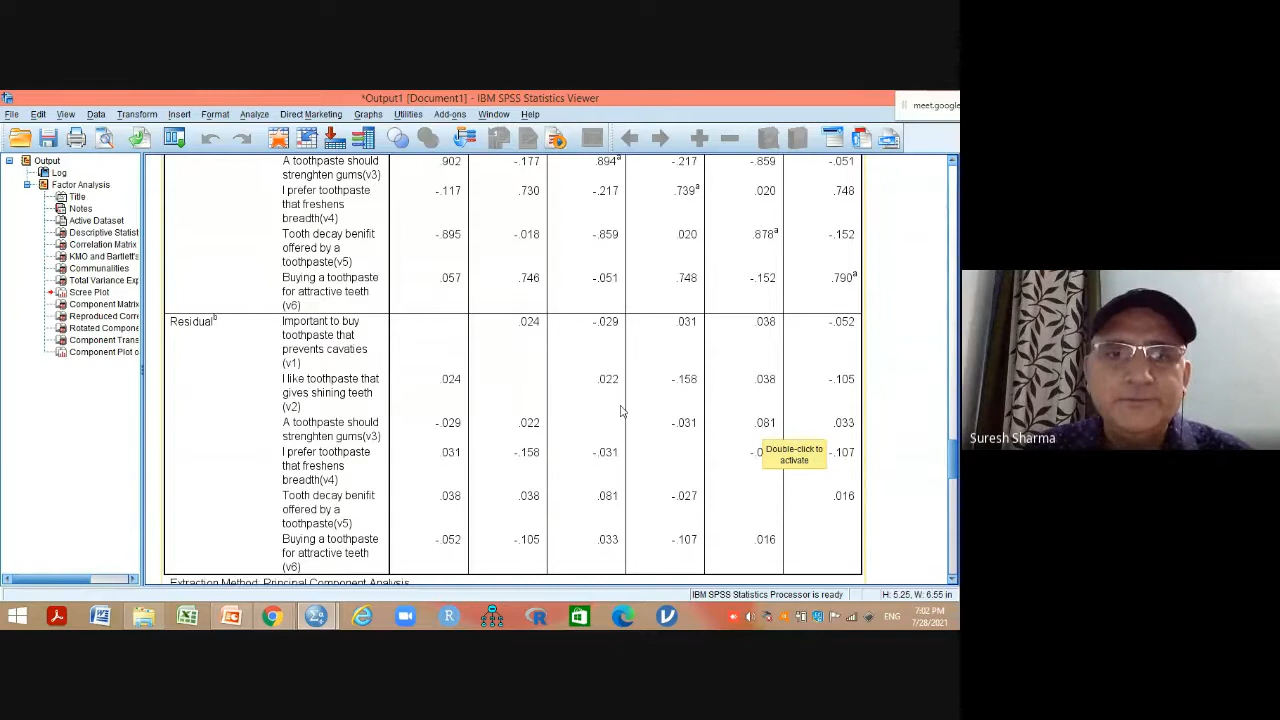 *Output1 [Document1] - IBM SPSS Statistics Viewer
meet.google
File Edit View Data Transform Insert Format Analyze Direct Marketing Graphs Utilities Add-ons Window Help
Output
Log
Factor Analysis
Title
Notes
Active Dataset
Descriptive Statist
Correlation Matrix
KMO and Bartlett's
Communalities
Total Variance Exp
Scree Plot
Component Matrix
Reproduced Corre
Rotated Compone
Component Trans
Component Plot o
A toothpaste should .902 -.177 .894a -.217 -.859 -.051
strenghten gums(v3)
I prefer toothpaste -.117 .730 -.217 .739a .020 .748
that freshens
breadth(v4)
Tooth decay benifit -.895 -.018 -.859 .020 .878a -.152
offered by a
toothpaste(v5)
Buying a toothpaste .057 .746 -.051 .748 -.152 .790a
for attractive teeth
(v6)
Residualb Important to buy .024 -.029 .031 .038 -.052
toothpaste that
prevents cavaties
(v1)
I like toothpaste that .024 .022 -.158 .038 -.105
gives shining teeth
(v2)
A toothpaste should -.029 .022 -.031 .081 .033
strenghten gums(v3)
I prefer toothpaste .031 -.158 -.031 -.107
that freshens
breadth(v4)
Double-click to
activate
Tooth decay benifit .038 .038 .081 -.027 .016
offered by a
toothpaste(v5)
Buying a toothpaste -.052 -.105 .033 -.107 .016
for attractive teeth
(v6)
Extraction Method: Principal Component Analysis
IBM SPSS Statistics Processor is ready H: 5.25, W: 6.55 in
ENG
7:02 PM
7/28/2021
Suresh Sharma